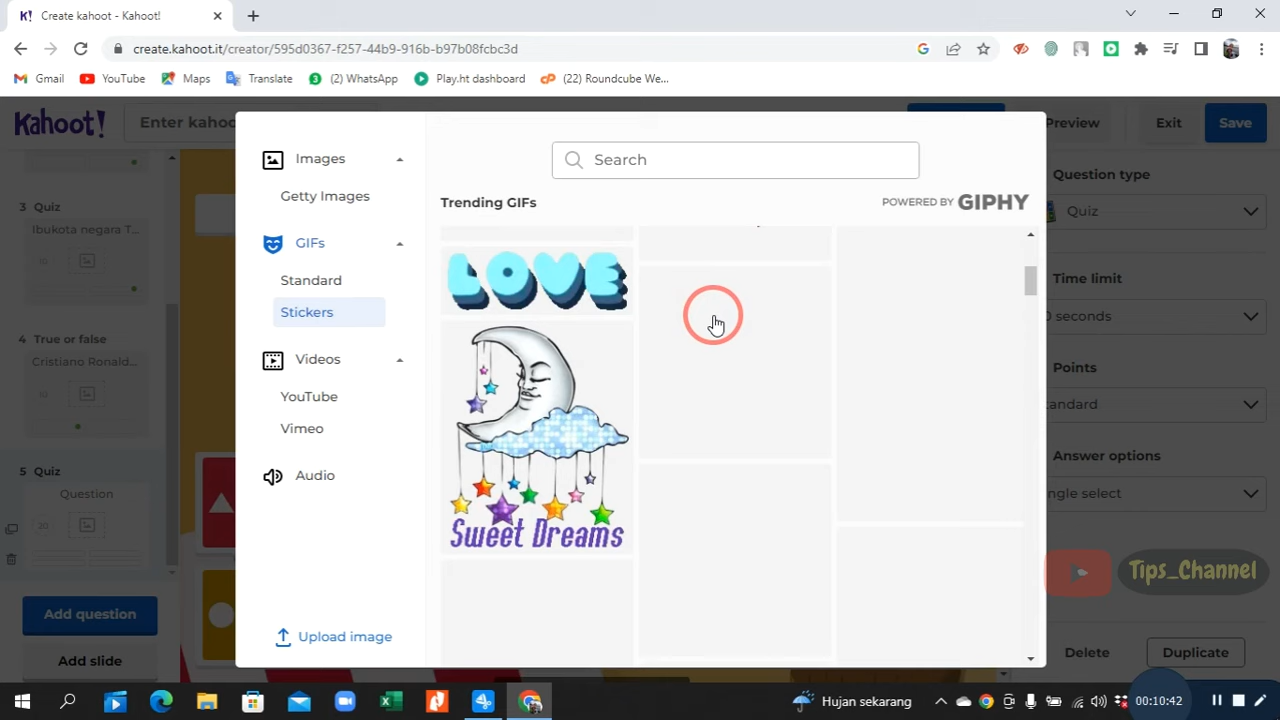 K! Create kahoot - Kahoot!
create.kahoot.it/creator/595d0367-f257-44b9-916b-b97b08fcbc3d
Gmail YouTube Maps Translate (2) WhatsApp Play.ht dashboard (22) Roundcube We...
Kahoot! Enter kaho Preview Exit Save
Images
Getty Images
GIFs
Standard
Stickers
Videos
YouTube
Vimeo
Audio
Upload image
Search
Trending GIFs
POWERED BY GIPHY
LOVE
Sweet Dreams
3 Quiz
Ibukota negara T...
10
4 True or false
Cristiano Ronald...
10
5 Quiz
Question
20
Add question
Add slide
Question type
Quiz
Time limit
0 seconds
Points
tandard
Answer options
ngle select
Tips_Channel
Delete Duplicate
Hujan sekarang
00:10:42